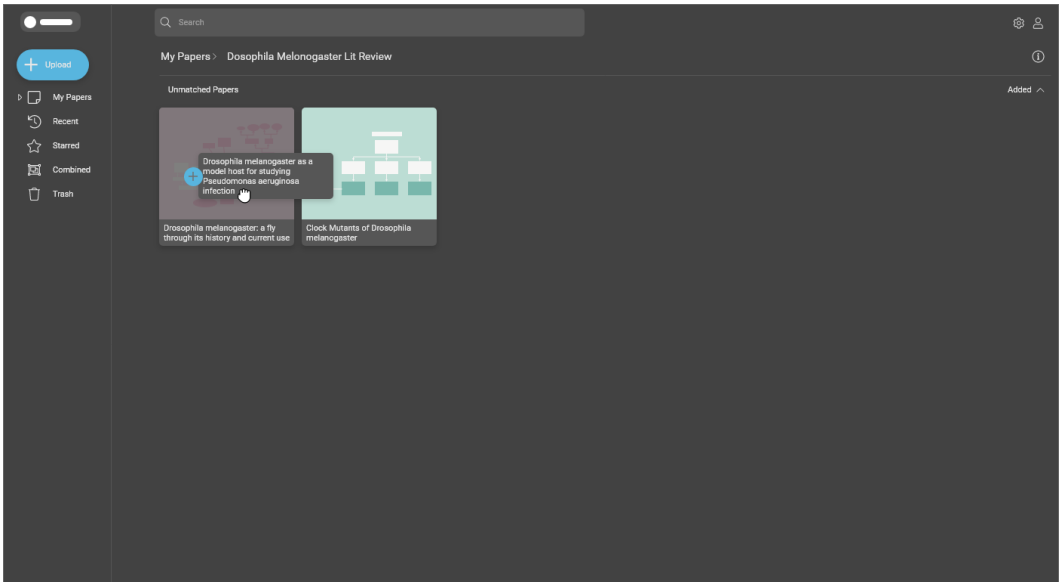 Search
Upload
My Papers > Dosophila Melonogaster Lit Review
My Papers
Recent
Starred
Combined
Trash
Unmatched Papers
Added
Drosophila melanogaster as a
model host for studying
Pseudomonas aeruginosa
infection
Drosophila melanogaster: a fly
through its history and current use
Clock Mutants of Drosophila
melanogaster